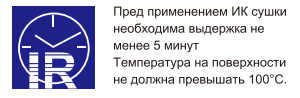 IR
Пред применением ИК сушки
необходима выдержка не
менее 5 минут
Температура на поверхности
не должна превышать 100°C.